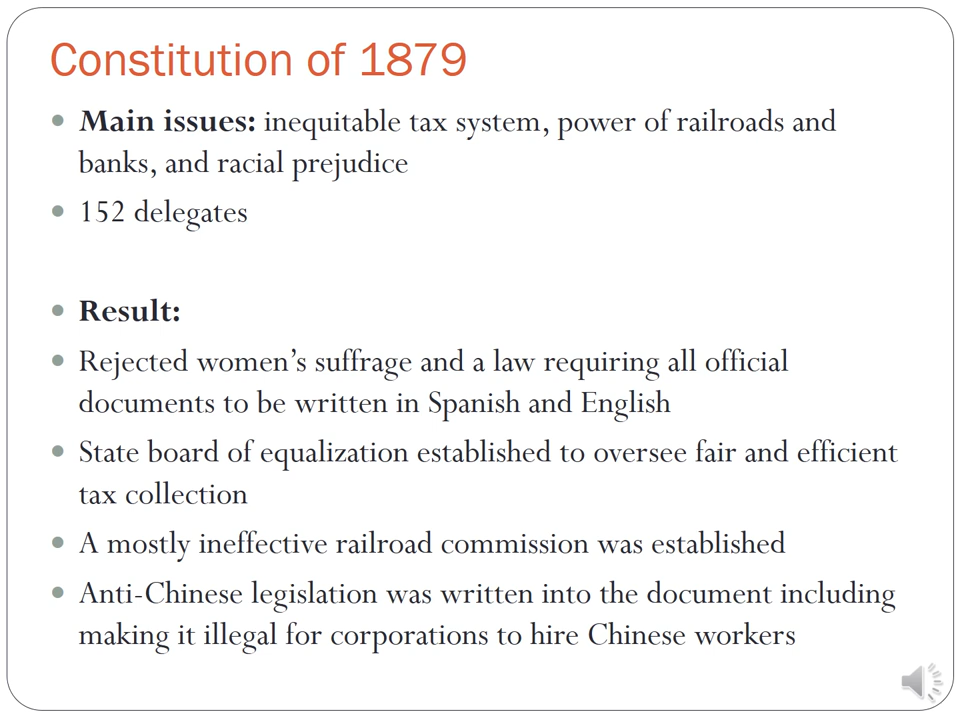 Constitution of 1879
Main issues: inequitable tax system, power of railroads and
banks, and racial prejudice
152 delegates
Result:
Rejected women’s suffrage and a law requiring all official
documents to be written in Spanish and English
State board of equalization established to oversee fair and efficient
tax collection
A mostly ineffective railroad commission was established
Anti-Chinese legislation was written into the document including
making it illegal for corporations to hire Chinese workers